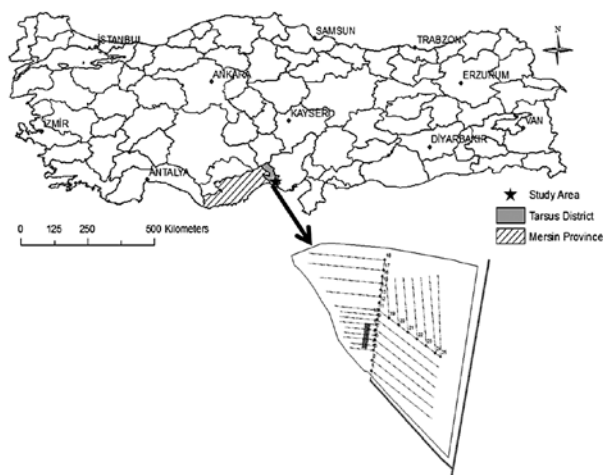 SAMSUN
İSTANBUL
TRABZON
N
ANKARA
ERZURUM
KAYSERO
İZMİR
VAN
DİYARBAKIR
ANTALYA
Study Area
Tarsus District
Mersin Province
0 125 250 500 Kilometers